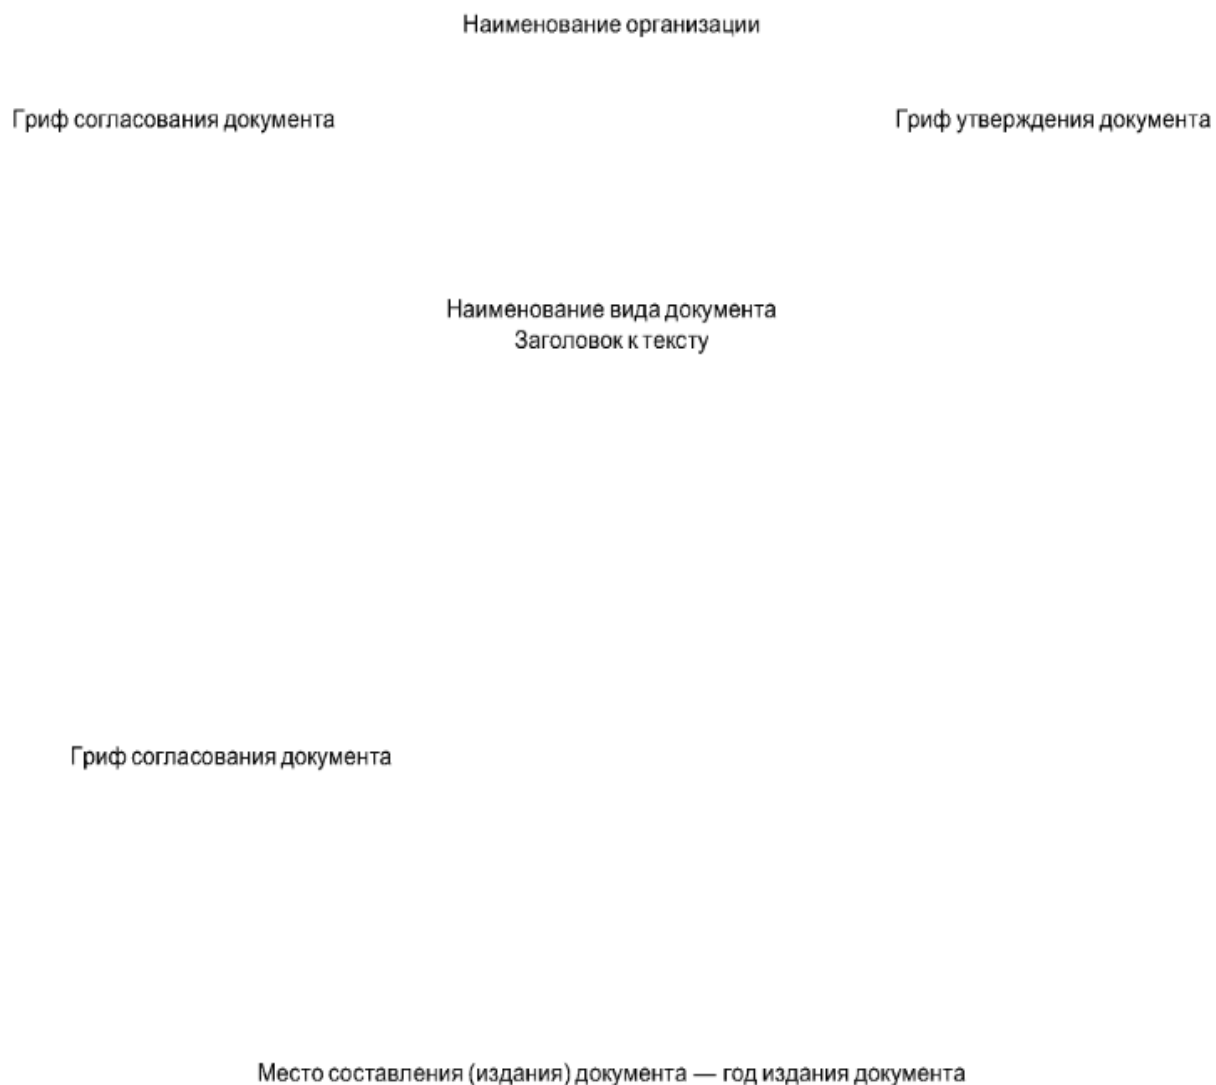 Наименование организации
Гриф согласования документа
Гриф утверждения документа
Наименование вида документа
Заголовок к тексту
Гриф согласования документа
Место составления (издания) документа — год издания документа